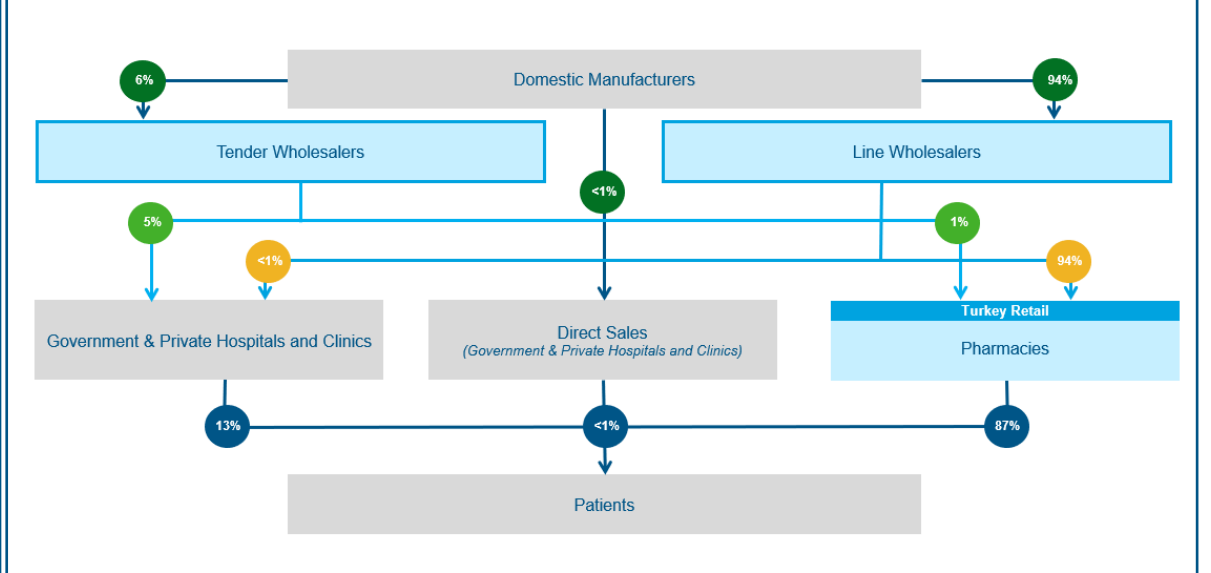 Domestic Manufacturers
6%
94%
Tender Wholesalers
Line Wholesalers
<1%
5%
1%
<1%
94%
Turkey Retail
Government & Private Hospitals and Clinics
Direct Sales
(Government & Private Hospitals and Clinics)
Pharmacies
13%
<1%
87%
Patients